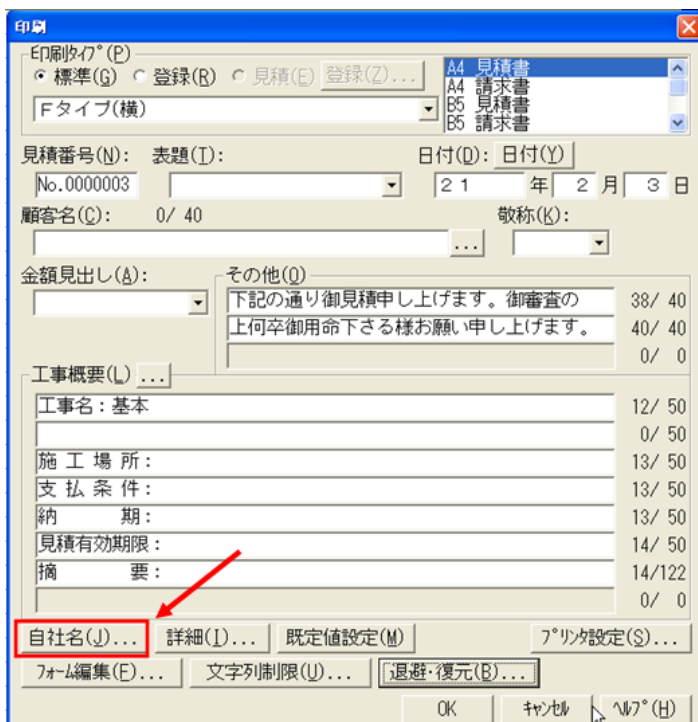 印刷
印刷ﾀｲﾌﾟ(P)
標準(G) 登録(R) 見積(E) 登録(Z)...
Fタイプ(横)
A4 見積書
A4 請求書
B5 見積書
B5 請求書
見積番号(N): 表題(T): 日付(D): 日付(Y)
No.0000003 21 年 2 月 3 日
顧客名(C): 0/ 40 敬称(K):
...
金額見出し(A): その他(O)
下記の通り御見積申し上げます。御審査の 38/ 40
上何卒御用命下さる様お願い申し上げます。 40/ 40
0/ 0
工事概要(L) ...
工事名：基本 12/ 50
0/ 50
施 工 場 所： 13/ 50
支 払 条 件： 13/ 50
納 期： 13/ 50
見積有効期限： 14/ 50
摘 要： 14/122
0/ 0
自社名(J)... 詳細(I)... 既定値設定(M) ﾌﾟﾘﾝﾀ設定(S)...
ﾌｫｰﾑ編集(F)... 文字列制限(U)... 退避･復元(B)...
OK ｷｬﾝｾﾙ ﾍﾙﾌﾟ(H)